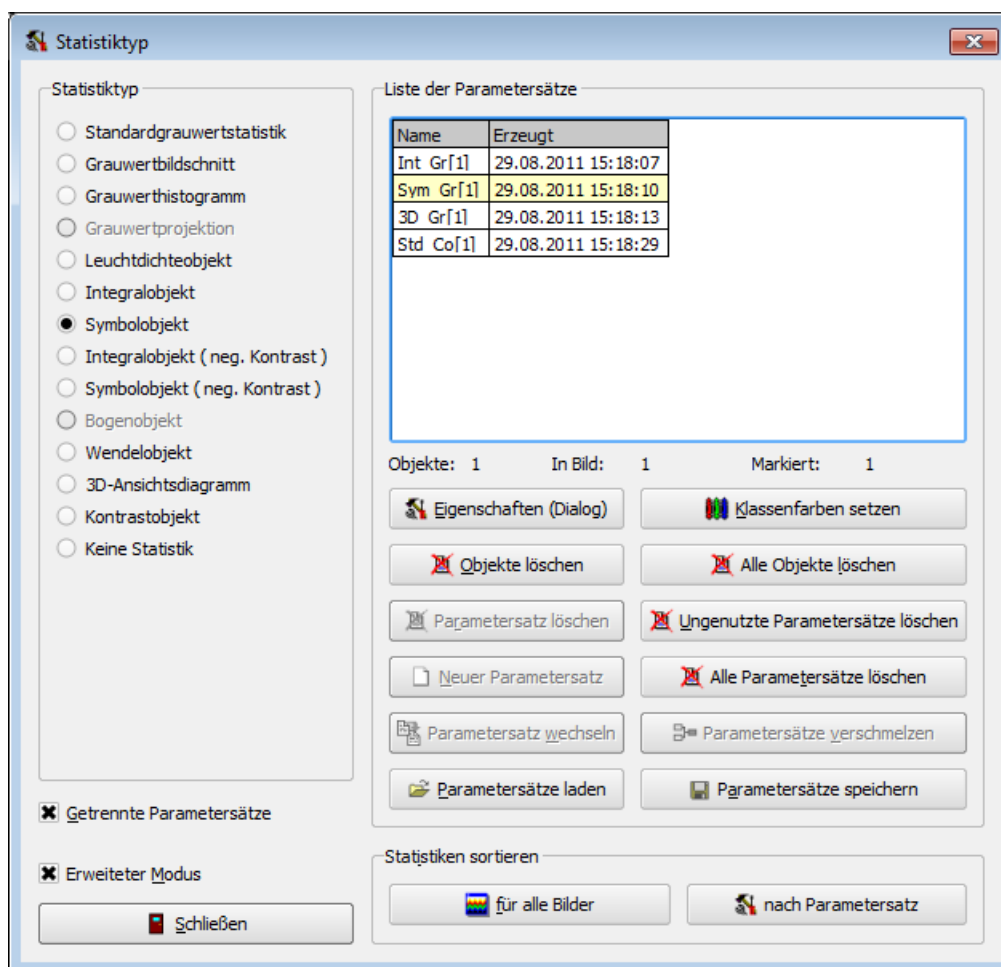 Statistiktyp
Statistiktyp
Standardgrauwertstatistik
Grauwertbildschnitt
Grauwerthistogramm
Grauwertprojektion
Leuchtdichteobjekt
Integralobjekt
Symbolobjekt
Integralobjekt ( neg. Kontrast )
Symbolobjekt ( neg. Kontrast )
Bogenobjekt
Wendelobjekt
3D-Ansichtsdiagramm
Kontrastobjekt
Keine Statistik
Getrennte Parametersätze
Erweiteter Modus
Schließen
Liste der Parametersätze
Name Erzeugt
Int Gr[1] 29.08.2011 15:18:07
Sym Gr[1] 29.08.2011 15:18:10
3D Gr[1] 29.08.2011 15:18:13
Std Co[1] 29.08.2011 15:18:29
Objekte: 1 In Bild: 1 Markiert: 1
Eigenschaften (Dialog) Klassenfarben setzen
Objekte löschen Alle Objekte löschen
Parametersatz löschen Ungenutzte Parametersätze löschen
Neuer Parametersatz Alle Parametersätze löschen
Parametersatz wechseln Parametersätze verschmelzen
Parametersätze laden Parametersätze speichern
Statistiken sortieren
für alle Bilder nach Parametersatz